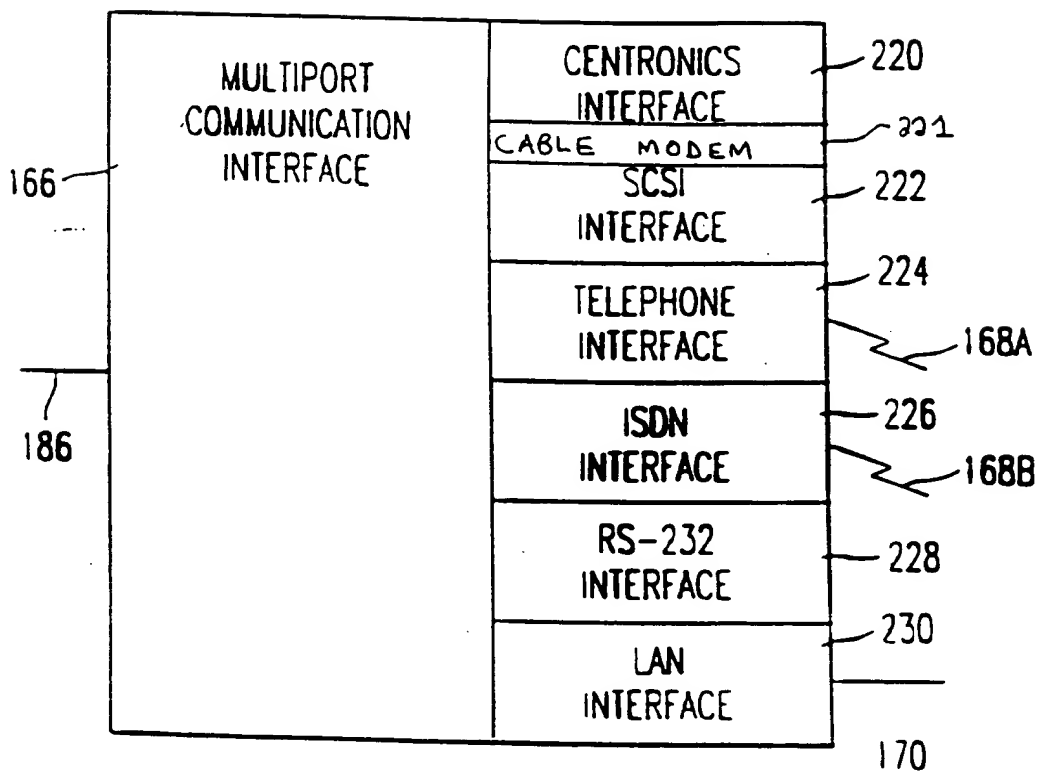 MULTIPORT
COMMUNICATION
INTERFACE
CENTRONICS
INTERFACE
CABLE MODEM
SCSI
INTERFACE
TELEPHONE
INTERFACE
ISDN
INTERFACE
RS-232
INTERFACE
LAN
INTERFACE
166
186
220
221
222
224
168A
226
168B
228
230
170